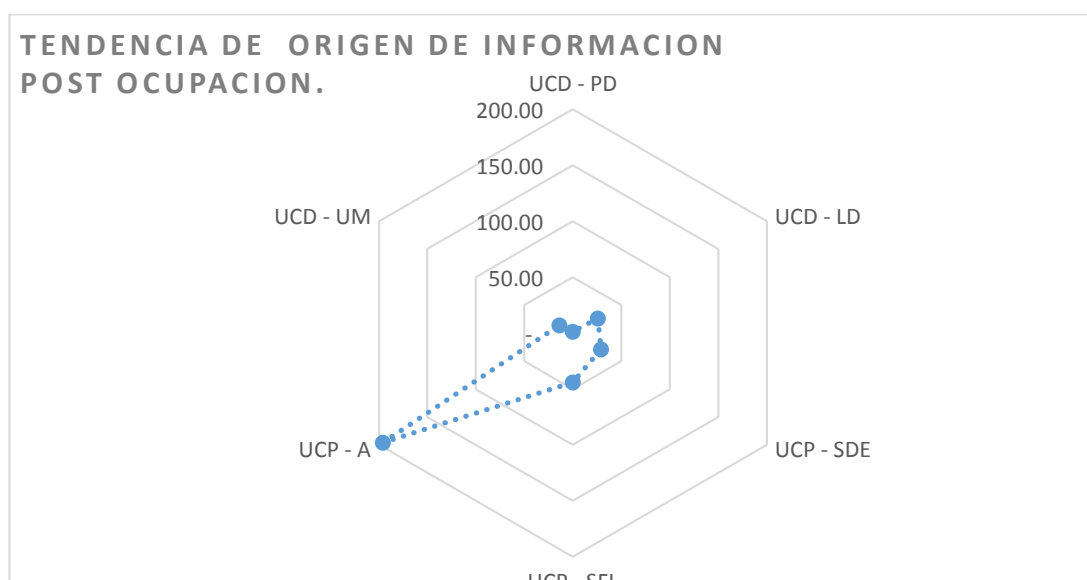 TENDENCIA DE ORIGEN DE INFORMACION
POST OCUPACION.
UCD - PD
200.00
150.00
UCD - UM
UCD - LD
100.00
50.00
-
UCP - A
UCP - SDE
UCP